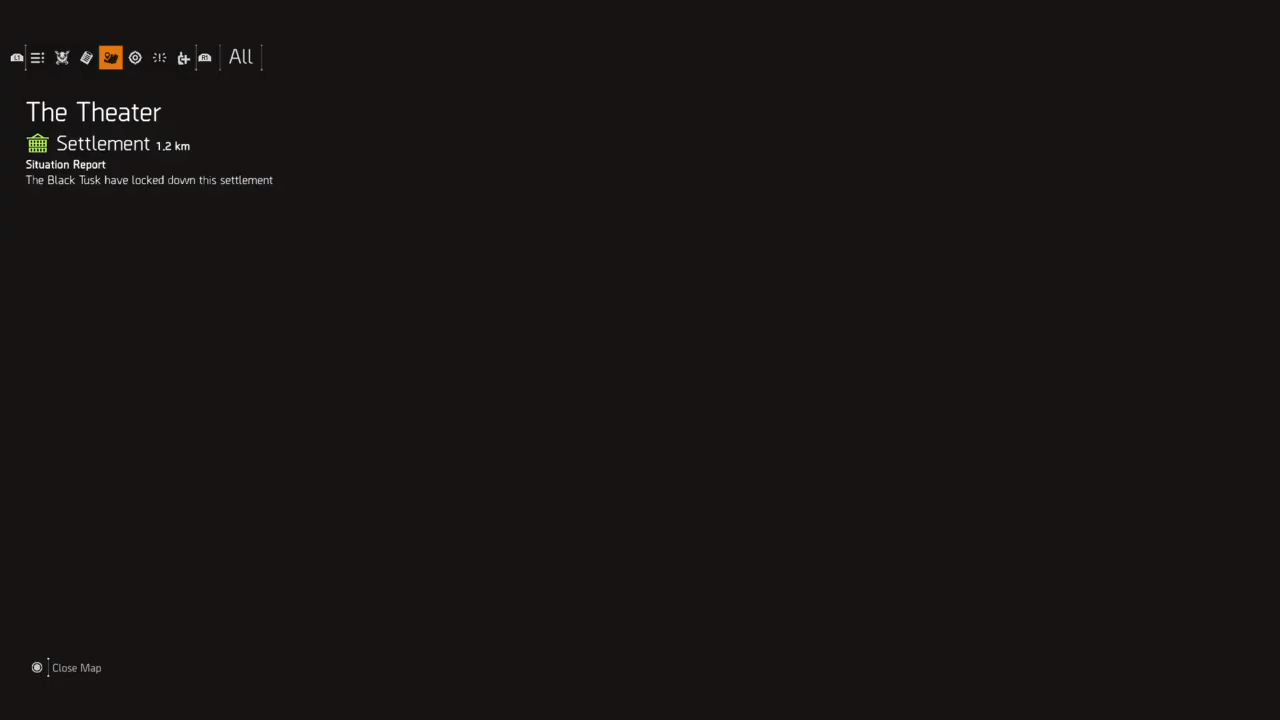 All
The Theater
Settlement 1.2 km
Situation Report
The Black Tusk have locked down this settlement
Close Map